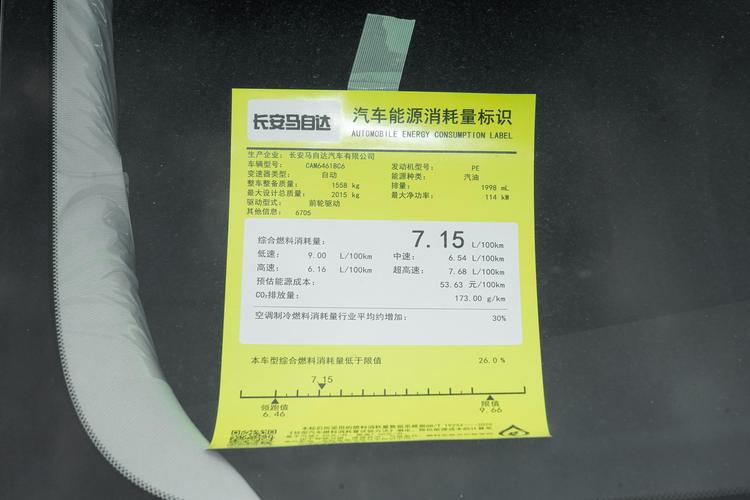 长安马自达
汽车能源消耗量标识
AUTOMOBILE ENERGY CONSUMPTION LABEL
生产企业: 长安马自达汽车有限公司
车辆型号: CAM6461BC6 发动机型号: PE
变速器类型: 自动 能源种类: 汽油
整车整备质量: 1558 kg 排量: 1998 mL
最大设计总质量: 2015 kg 最大净功率: 114 kW
驱动型式: 前轮驱动
其他信息: 6705
综合燃料消耗量: 7.15 L/100km
低速: 9.00 L/100km 中速: 6.54 L/100km
高速: 6.16 L/100km 超高速: 7.68 L/100km
预估能源成本: 53.63 元/100km
CO₂排放量: 173.00 g/km
空调制冷燃料消耗量行业平均约增加: 30%
本车型综合燃料消耗量低于限值 26.0%
7.15
领跑值 限值
6.46 9.66